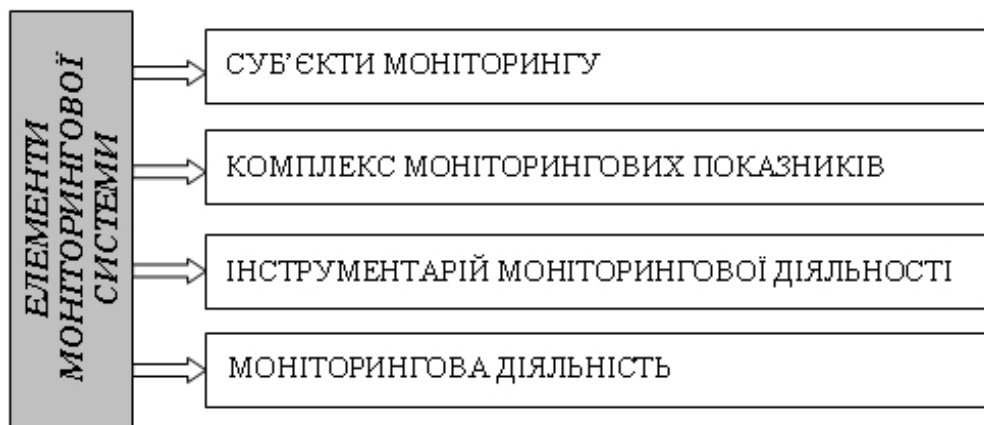 ЕЛЕМЕНТИ
МОНІТОРИНГОВОЇ
СИСТЕМИ
СУБ’ЄКТИ МОНІТОРИНГУ
КОМПЛЕКС МОНІТОРИНГОВИХ ПОКАЗНИКІВ
ІНСТРУМЕНТАРІЙ МОНІТОРИНГОВОЇ ДІЯЛЬНОСТІ
МОНІТОРИНГОВА ДІЯЛЬНІСТЬ